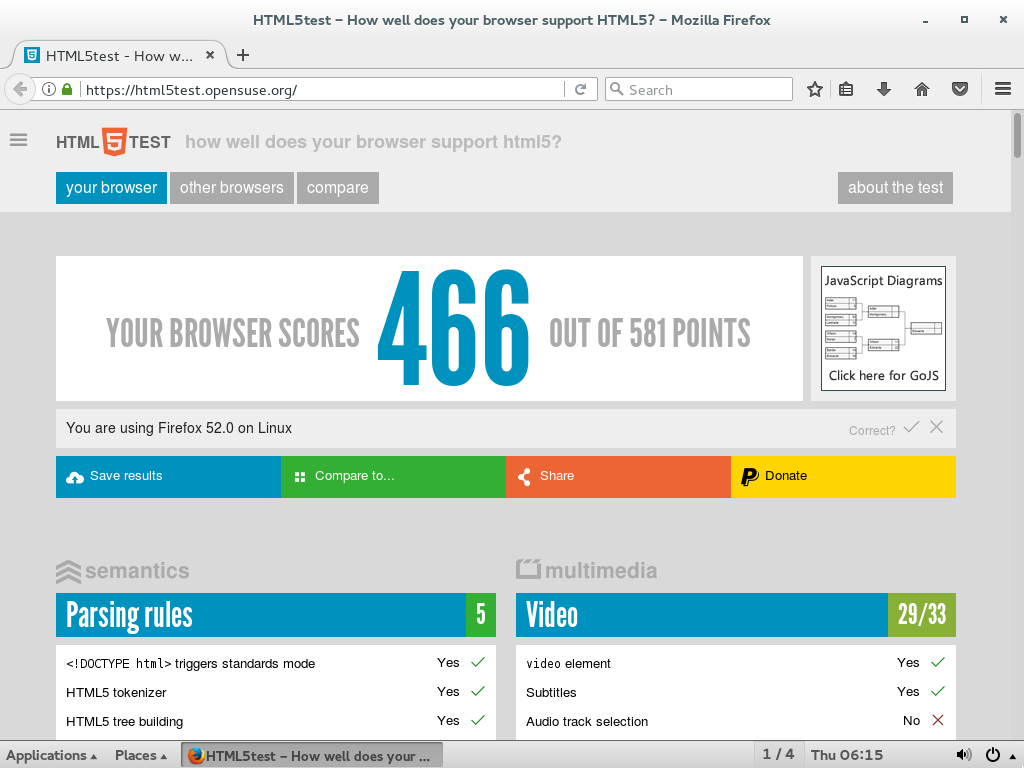 HTML5test – How well does your browser support HTML5? – Mozilla Firefox
HTML5test - How w...
https://html5test.opensuse.org/
Search
HTML 5 TEST how well does your browser support html5?
your browser other browsers compare about the test
YOUR BROWSER SCORES 466 OUT OF 581 POINTS
JavaScript Diagrams
Click here for GoJS
You are using Firefox 52.0 on Linux Correct?
Save results Compare to... Share Donate
semantics
Parsing rules 5
<!DOCTYPE html> triggers standards mode Yes
HTML5 tokenizer Yes
HTML5 tree building Yes
multimedia
Video 29/33
video element Yes
Subtitles Yes
Audio track selection No
Applications Places HTML5test – How well does your ... 1 / 4 Thu 06:15